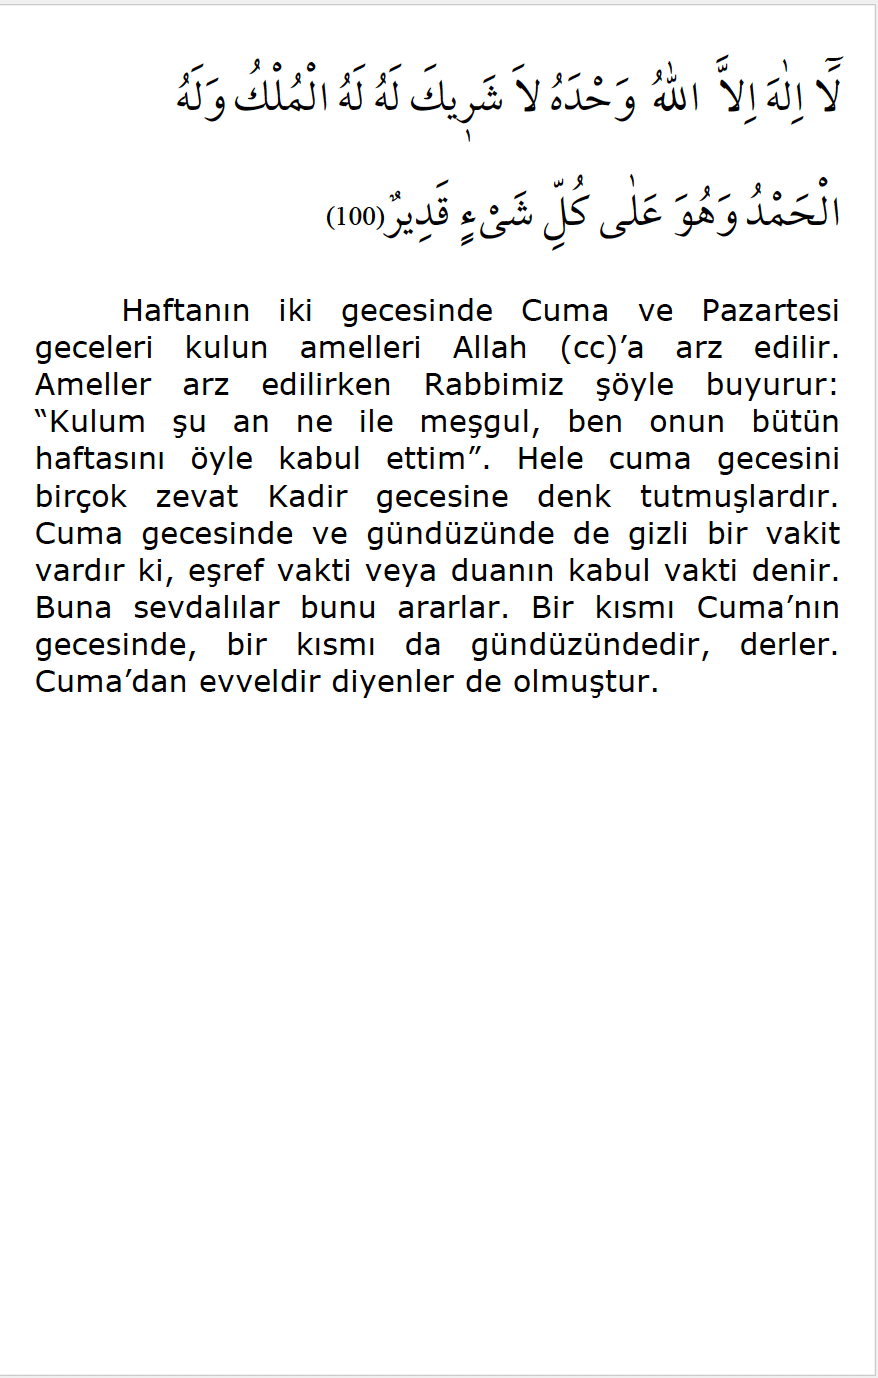 لَٓا اِلٰهَ اِلاَّ اللهُ وَحْدَهُ لاَ شَرٖيكَ لَهُ لَهُ الْمُلْكُ وَلَهُ
الْحَمْدُ وَهُوَ عَلٰى كُلِّ شَىْءٍ قَدِيرٌ(100)
Haftanın iki gecesinde Cuma ve Pazartesi
geceleri kulun amelleri Allah (cc)’a arz edilir.
Ameller arz edilirken Rabbimiz şöyle buyurur:
“Kulum şu an ne ile meşgul, ben onun bütün
haftasını öyle kabul ettim”. Hele cuma gecesini
birçok zevat Kadir gecesine denk tutmuşlardır.
Cuma gecesinde ve gündüzünde de gizli bir vakit
vardır ki, eşref vakti veya duanın kabul vakti denir.
Buna sevdalılar bunu ararlar. Bir kısmı Cuma’nın
gecesinde, bir kısmı da gündüzündedir, derler.
Cuma’dan evveldir diyenler de olmuştur.